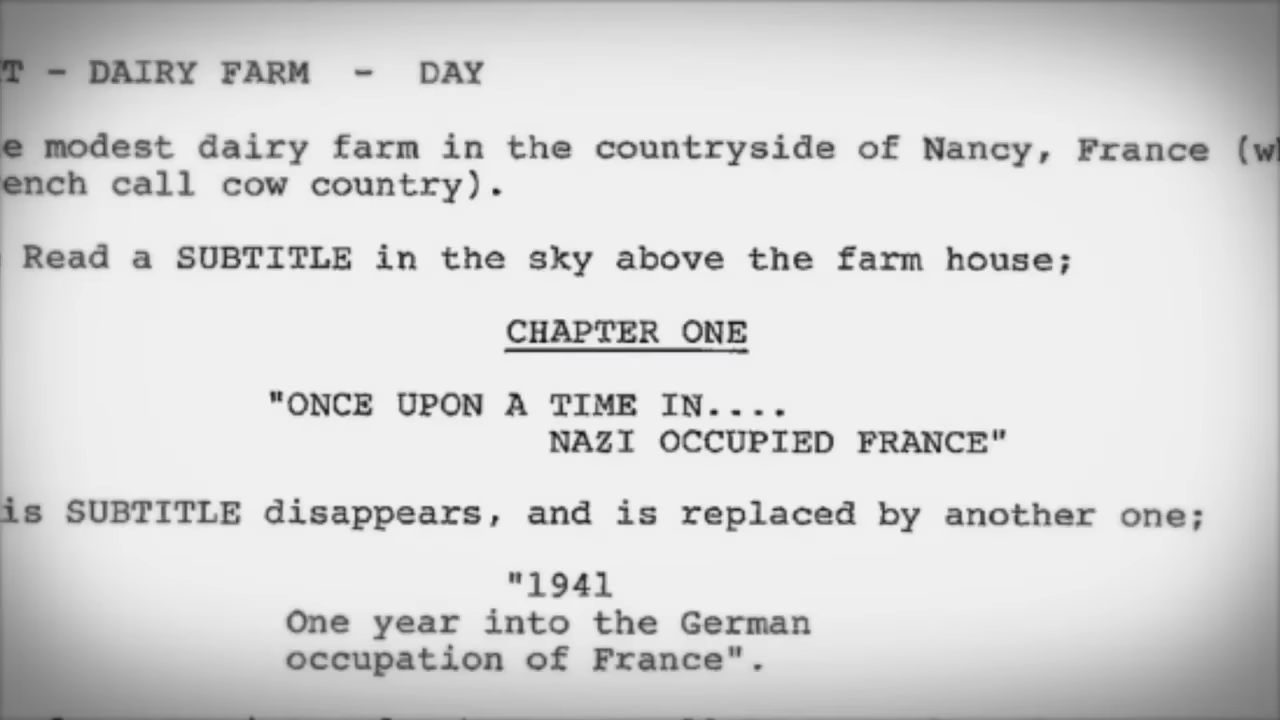 T - DAIRY FARM - DAY
e modest dairy farm in the countryside of Nancy, France (wh
ench call cow country).
Read a SUBTITLE in the sky above the farm house;
CHAPTER ONE
"ONCE UPON A TIME IN....
NAZI OCCUPIED FRANCE"
is SUBTITLE disappears, and is replaced by another one;
"1941
One year into the German
occupation of France".